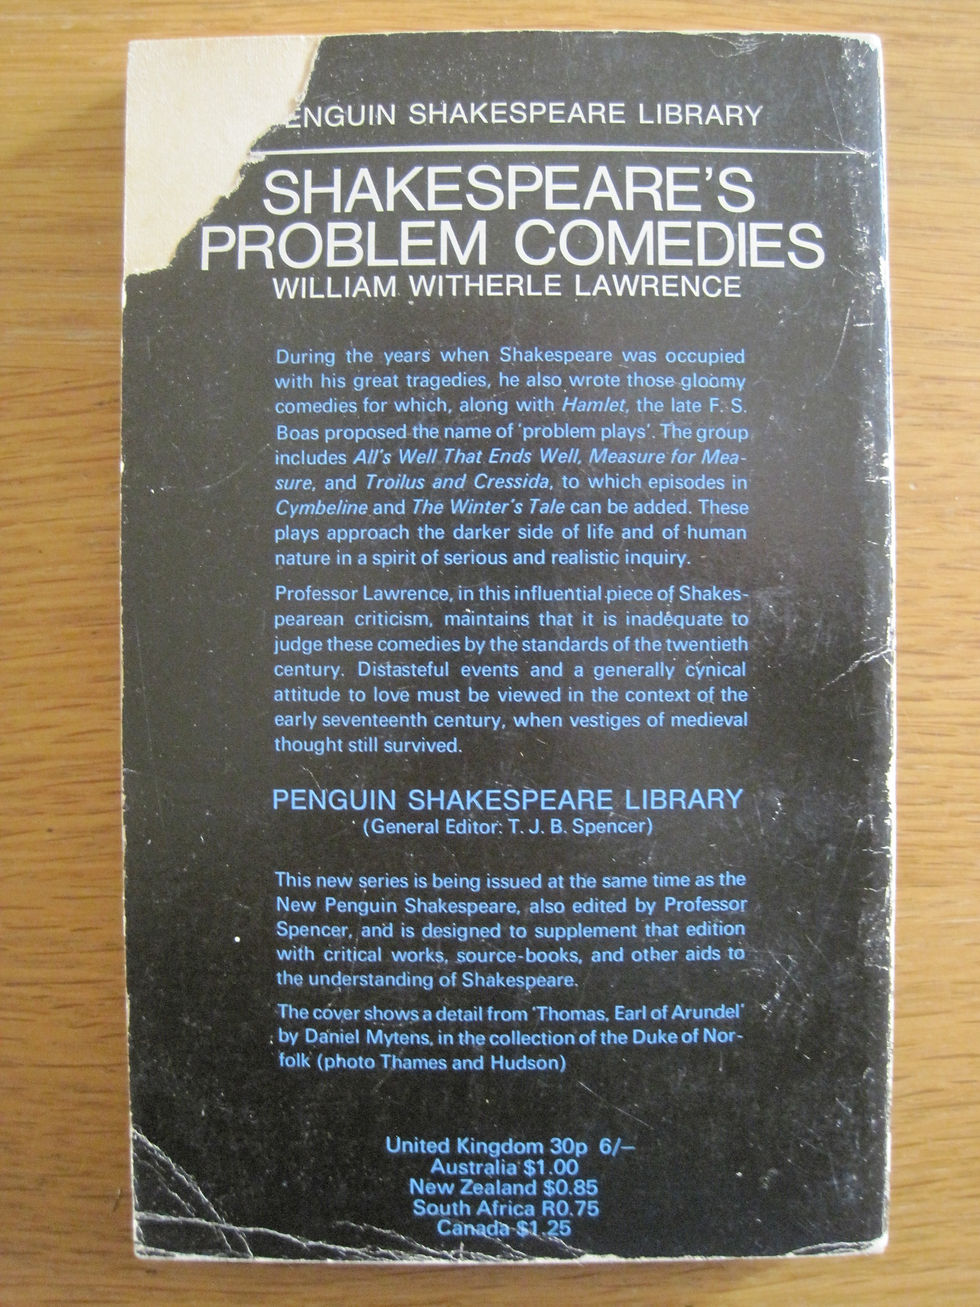 ENGUIN SHAKESPEARE LIBRARY
SHAKESPEARE'S
PROBLEM COMEDIES
WILLIAM WITHERLE LAWRENCE
During the years when Shakespeare was occupied
with his great tragedies, he also wrote those gloomy
comedies for which, along with Hamlet, the late F. S.
Boas proposed the name of 'problem plays'. The group
includes All's Well That Ends Well, Measure for Mea-
sure, and Troilus and Cressida, to which episodes in
Cymbeline and The Winter's Tale can be added. These
plays approach the darker side of life and of human
nature in a spirit of serious and realistic inquiry.
Professor Lawrence, in this influential piece of Shakes-
pearean criticism, maintains that it is inadequate to
judge these comedies by the standards of the twentieth
century. Distasteful events and a generally cynical
attitude to love must be viewed in the context of the
early seventeenth century, when vestiges of medieval
thought still survived.
PENGUIN SHAKESPEARE LIBRARY
(General Editor: T. J. B. Spencer)
This new series is being issued at the same time as the
New Penguin Shakespeare, also edited by Professor
Spencer, and is designed to supplement that edition
with critical works, source-books, and other aids to
the understanding of Shakespeare.
The cover shows a detail from 'Thomas, Earl of Arundel'
by Daniel Mytens, in the collection of the Duke of Nor-
folk (photo Thames and Hudson)
United Kingdom 30p 6/–
Australia $1.00
New Zealand $0.85
South Africa R0.75
Canada $1.25